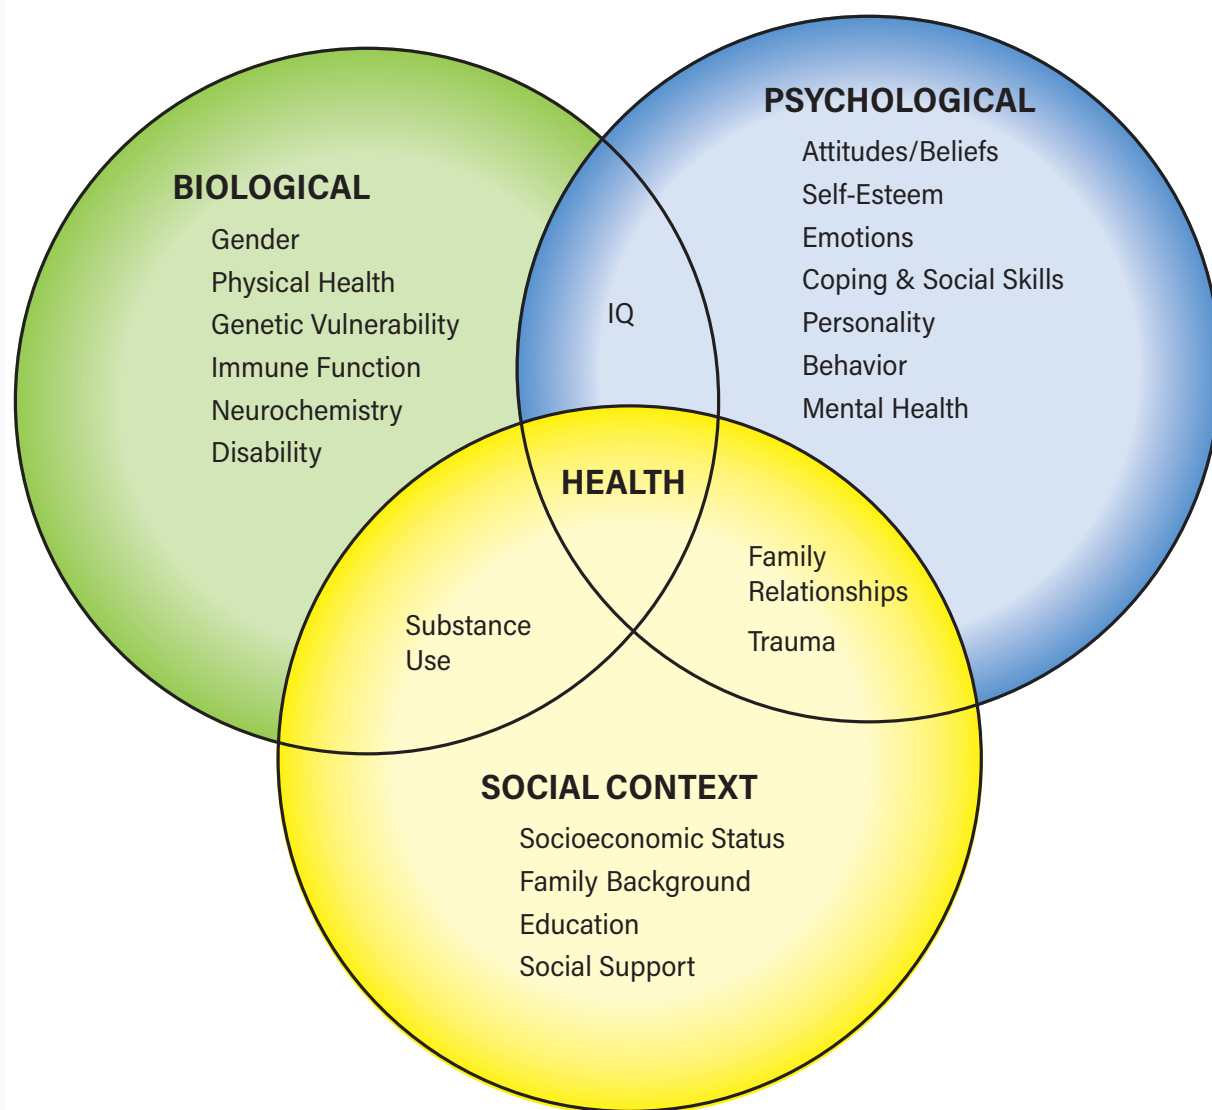 BIOLOGICAL
Gender
Physical Health
Genetic Vulnerability
Immune Function
Neurochemistry
Disability
PSYCHOLOGICAL
Attitudes/Beliefs
Self-Esteem
Emotions
Coping & Social Skills
Personality
Behavior
Mental Health
IQ
HEALTH
Family
Relationships
Trauma
Substance
Use
SOCIAL CONTEXT
Socioeconomic Status
Family Background
Education
Social Support